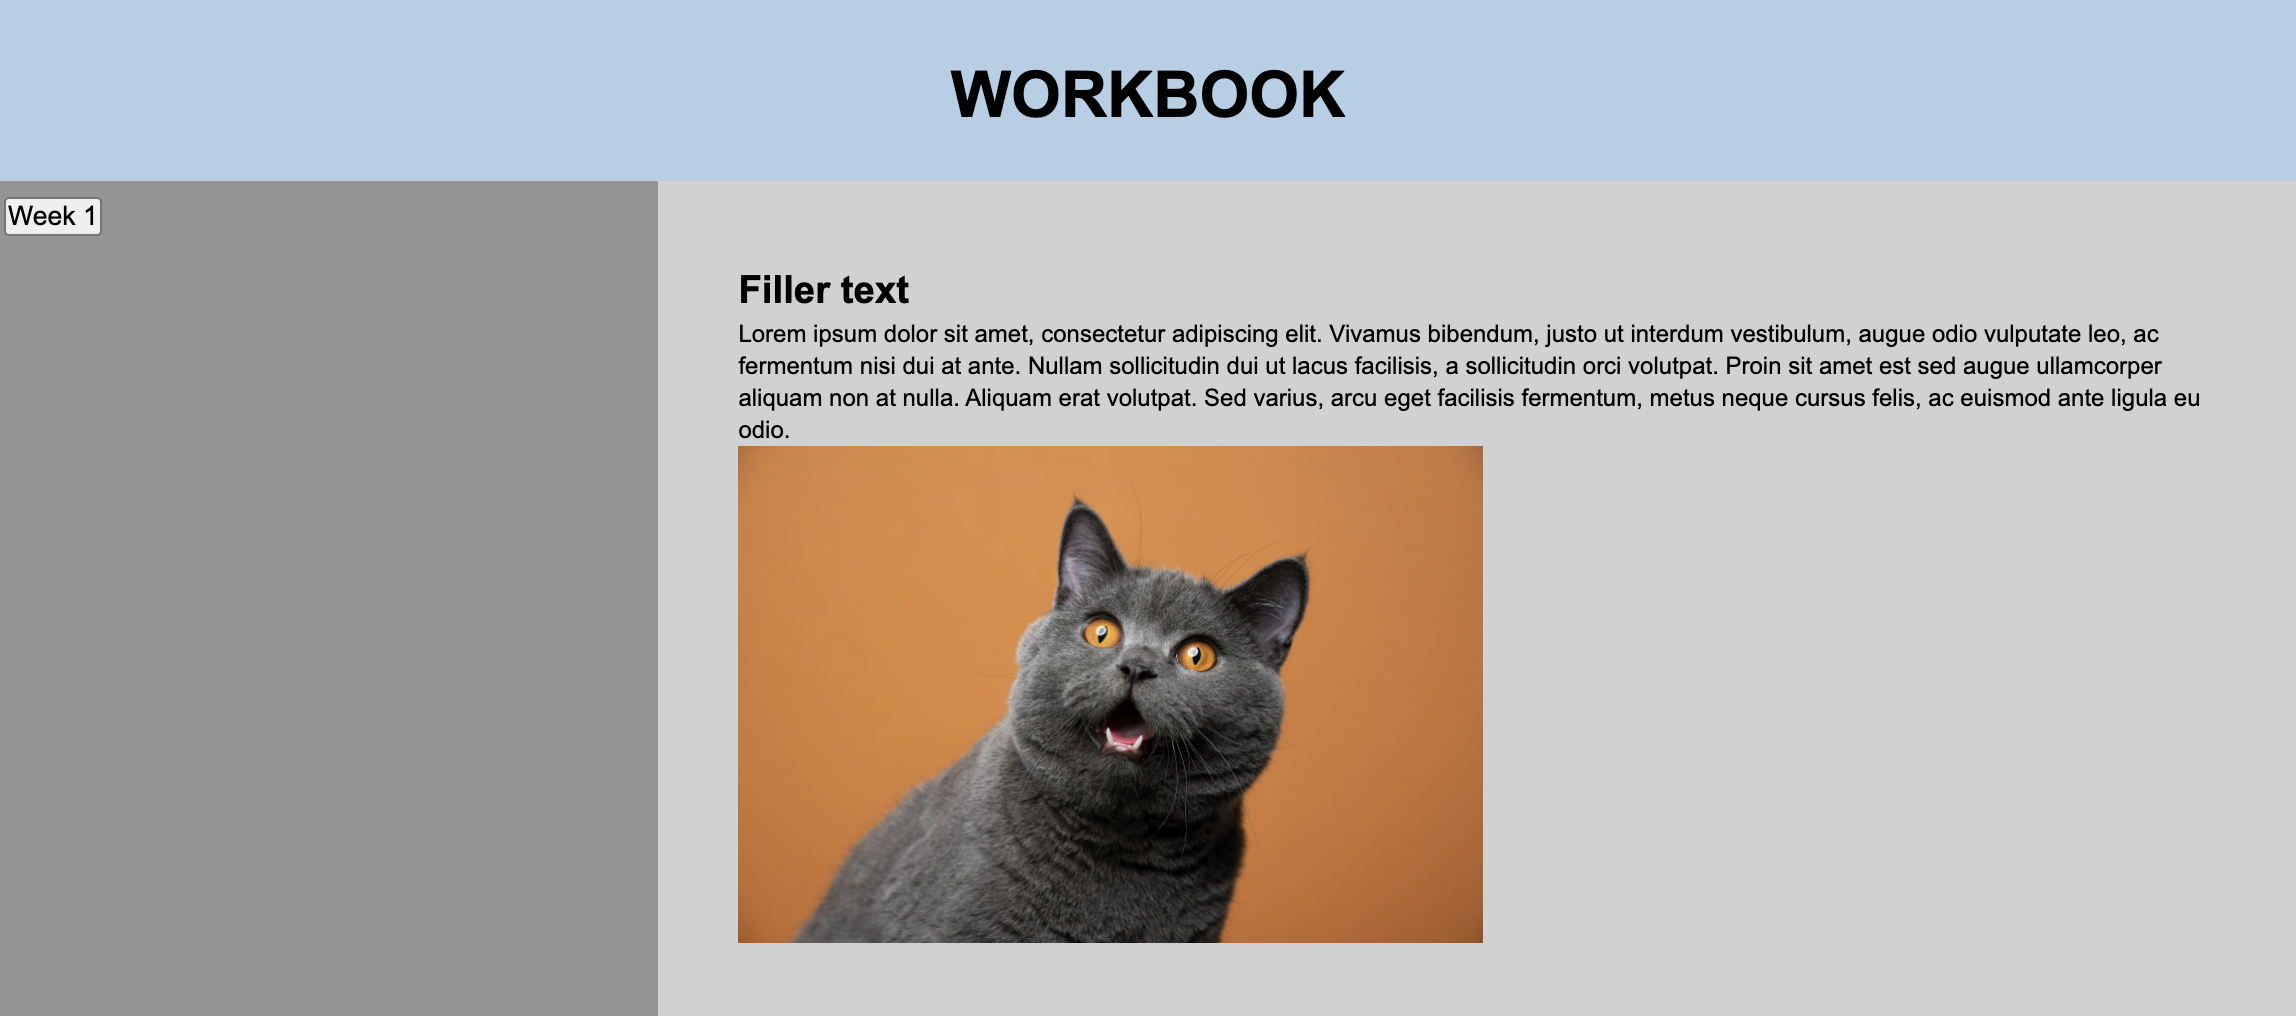 WORKBOOK
Week 1
Filler text
Lorem ipsum dolor sit amet, consectetur adipiscing elit. Vivamus bibendum, justo ut interdum vestibulum, augue odio vulputate leo, ac
fermentum nisi dui at ante. Nullam sollicitudin dui ut lacus facilisis, a sollicitudin orci volutpat. Proin sit amet est sed augue ullamcorper
aliquam non at nulla. Aliquam erat volutpat. Sed varius, arcu eget facilisis fermentum, metus neque cursus felis, ac euismod ante ligula eu
odio.